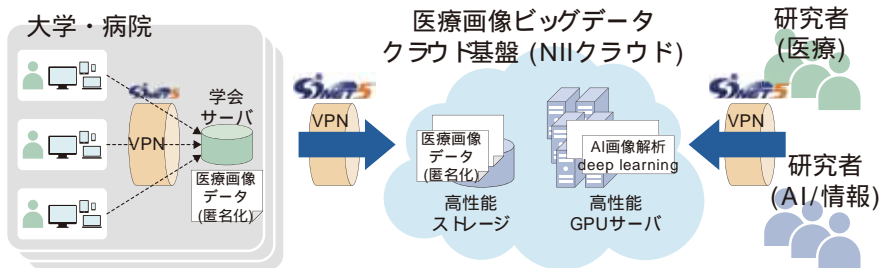 大学・病院
SINET5
VPN
学会
サーバ
医療画像
データ
(匿名化)
SINET5
VPN
医療画像ビッグデータ
クラウド基盤 (NIIクラウド)
医療画像
データ
(匿名化)
高性能
ストレージ
AI画像解析
deep learning
高性能
GPUサーバ
SINET5
VPN
研究者
(医療)
研究者
(AI/情報)